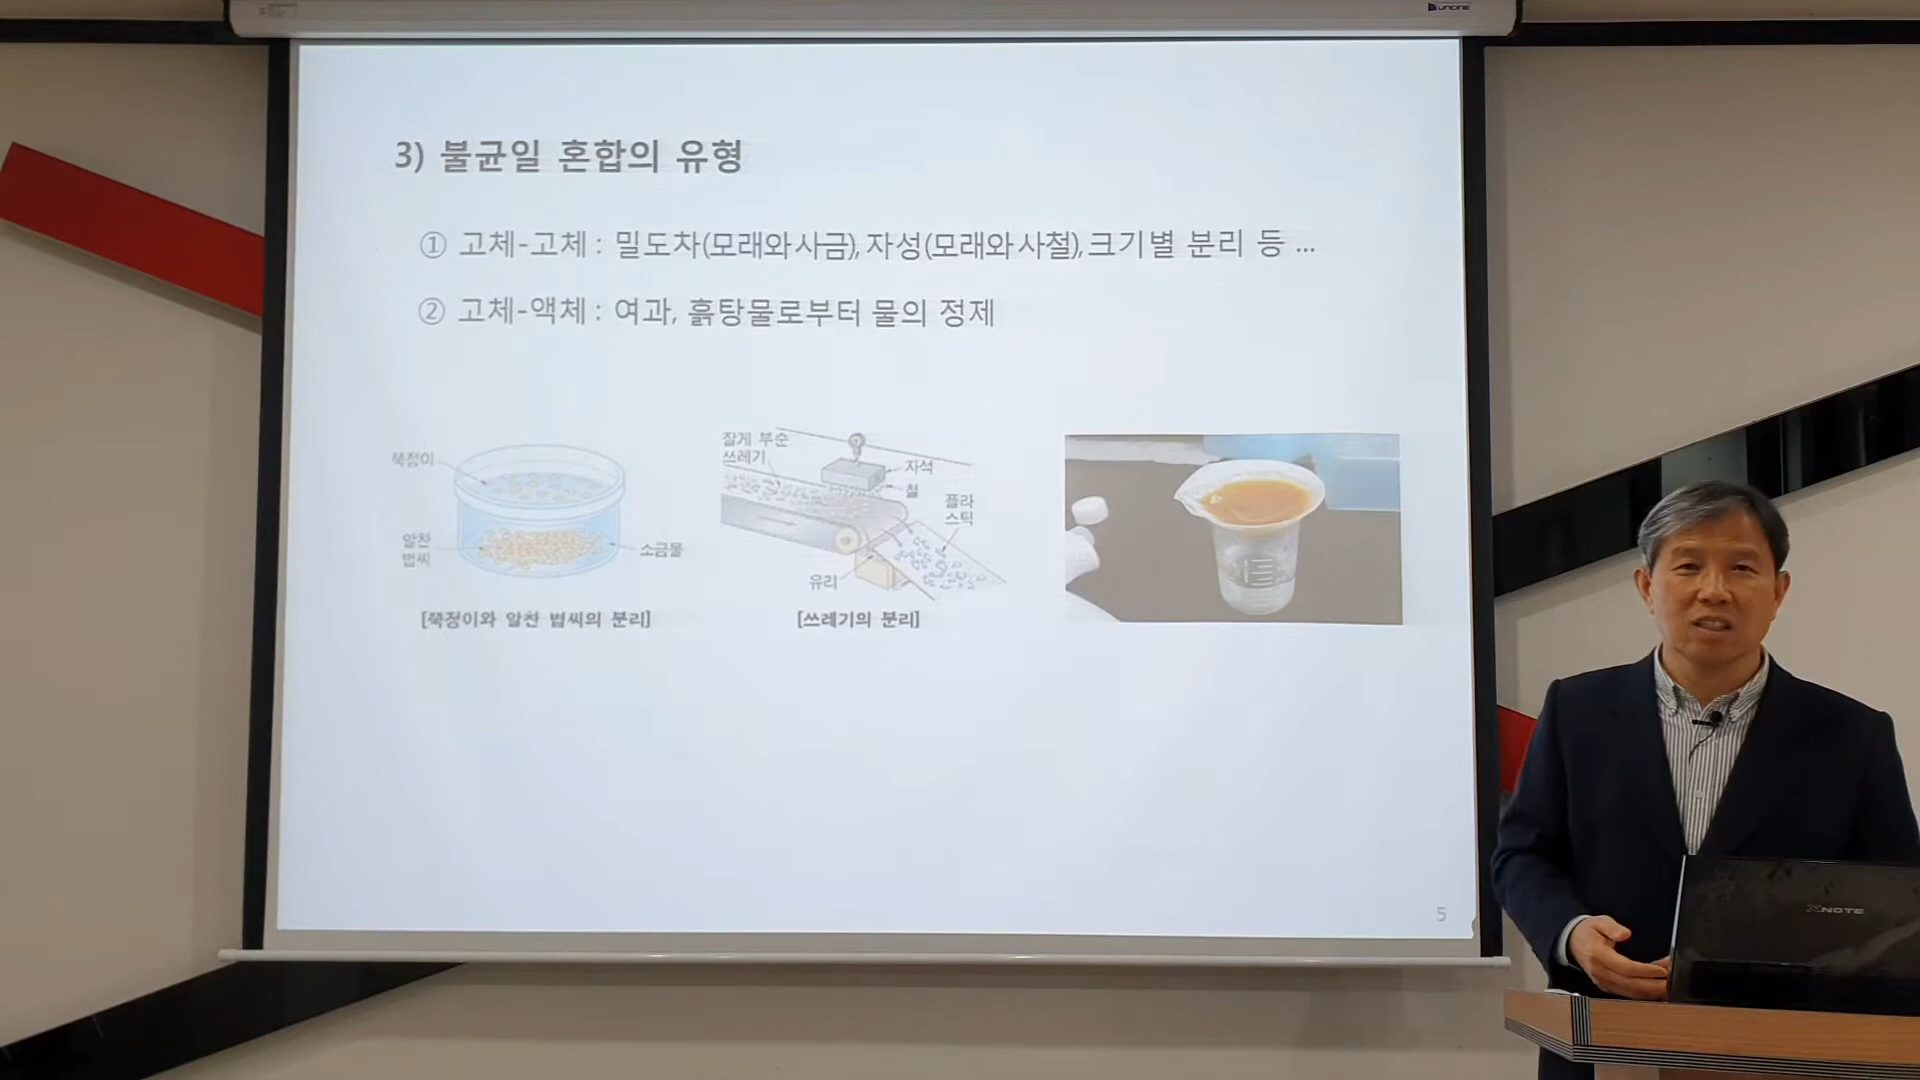 3) 불균일 혼합의 유형
① 고체-고체 : 밀도차(모래와 사금), 자성(모래와 사철), 크기별 분리 등 ...
② 고체-액체 : 여과, 흙탕물로부터 물의 정제
쭉정이
알찬
볍씨
소금물
[쭉정이와 알찬 볍씨의 분리]
잘게 부순
쓰레기
자석
철
플라
스틱
유리
[쓰레기의 분리]
5
XNOTE